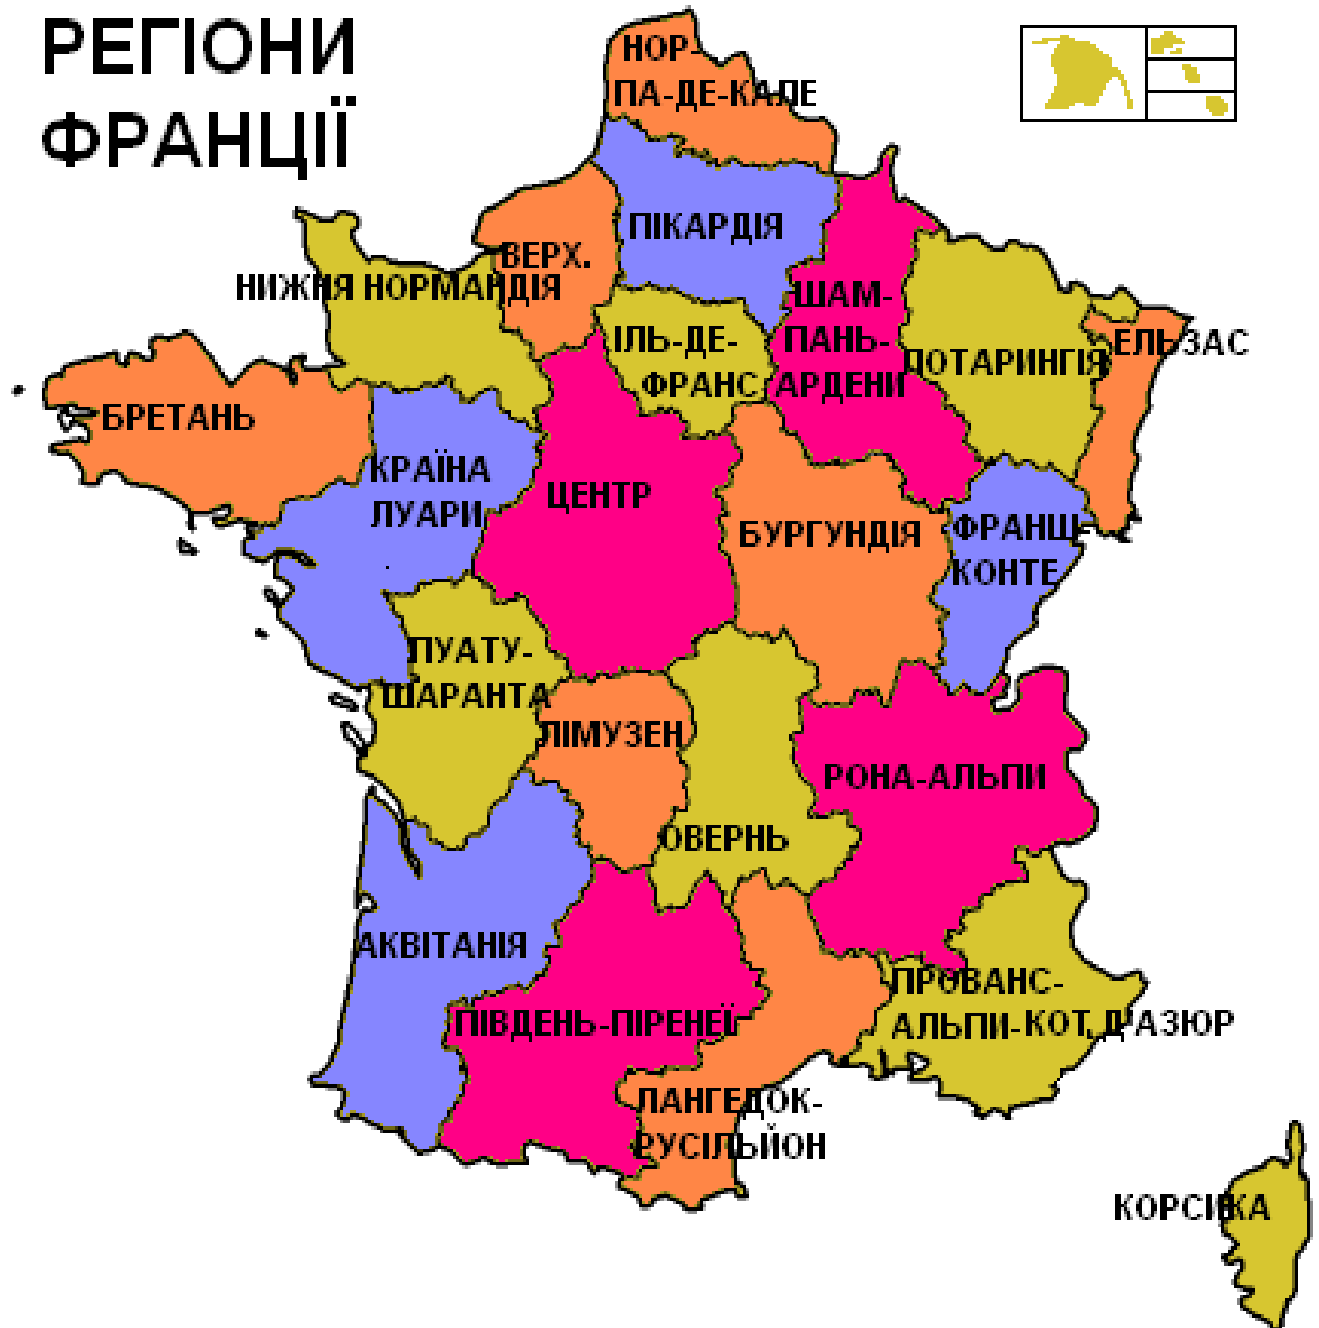 РЕГІОНИ
ФРАНЦІЇ
НОР-
ПА-ДЕ-КАЛЕ
ПІКАРДІЯ
ВЕРХ.
НИЖНЯ НОРМАНДІЯ
ШАМ-
ПАНЬ-
АРДЕНИ
ІЛЬ-ДЕ-
ФРАНС
ЛОТАРИНГІЯ
ЕЛЬЗАС
БРЕТАНЬ
КРАЇНА
ЛУАРИ
ЦЕНТР
БУРГУНДІЯ
ФРАНШ-
КОНТЕ
ПУАТУ-
ШАРАНТА
ЛІМУЗЕН
РОНА-АЛЬПИ
ОВЕРНЬ
АКВІТАНІЯ
ПІВДЕНЬ-ПІРЕНЕЇ
ПРОВАНС-
АЛЬПИ-КОТ Д'АЗЮР
ЛАНГЕДОК-
РУСІЛЬЙОН
КОРСИКА